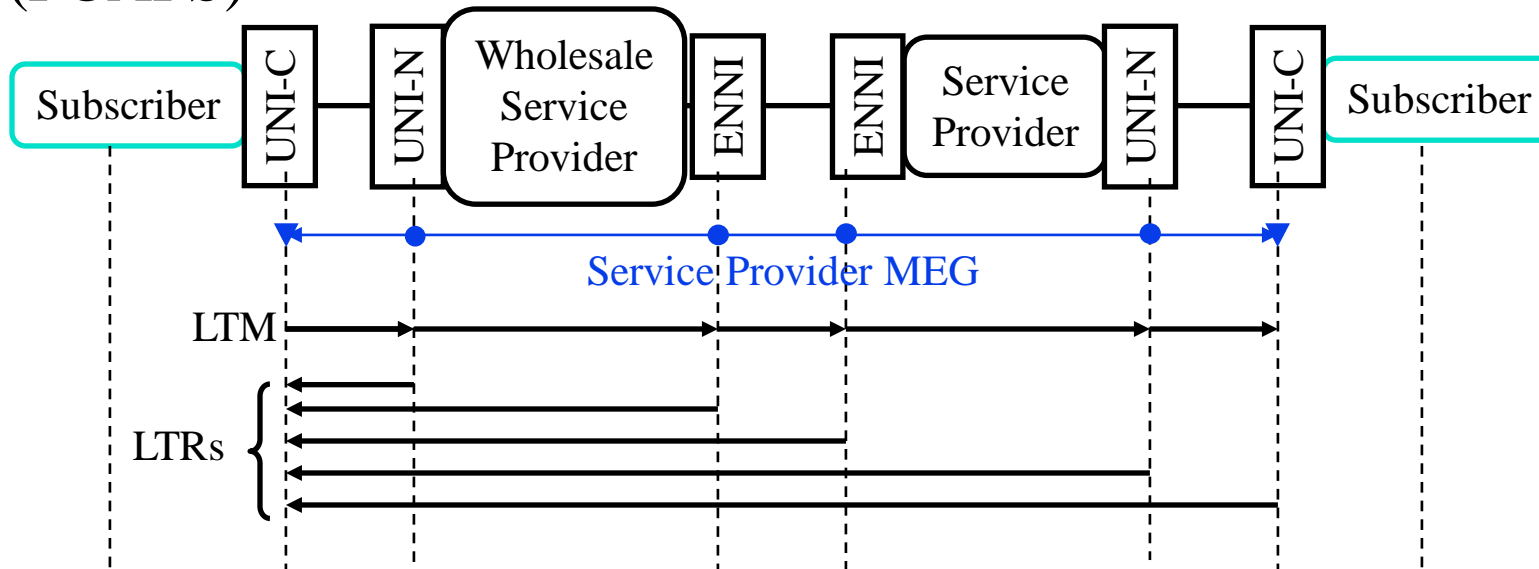 Subscriber
UNI-C
UNI-N
Wholesale
Service
Provider
ENNI
ENNI
Service
Provider
UNI-N
UNI-C
Subscriber
Service Provider MEG
LTM
LTRs